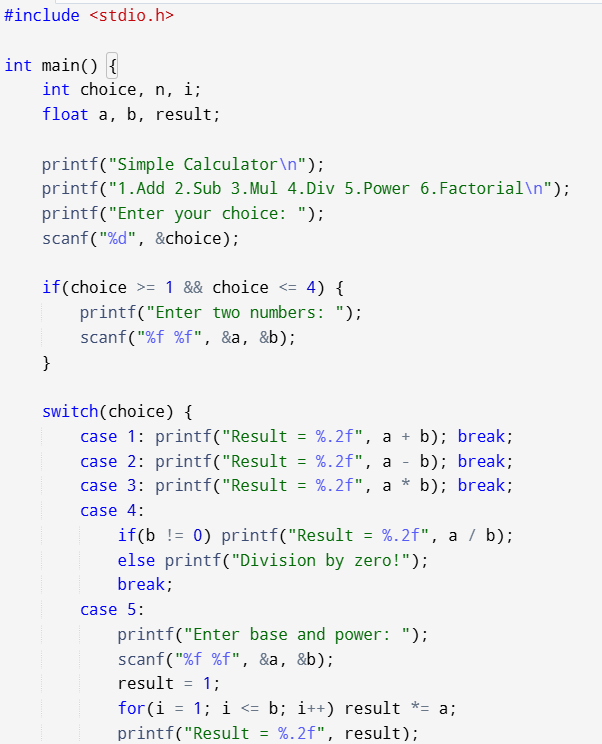 #include <stdio.h>
int main() {
int choice, n, i;
float a, b, result;
printf("Simple Calculator\n");
printf("1.Add 2.Sub 3.Mul 4.Div 5.Power 6.Factorial\n");
printf("Enter your choice: ");
scanf("%d", &choice);
if(choice >= 1 && choice <= 4) {
printf("Enter two numbers: ");
scanf("%f %f", &a, &b);
}
switch(choice) {
case 1: printf("Result = %.2f", a + b); break;
case 2: printf("Result = %.2f", a - b); break;
case 3: printf("Result = %.2f", a * b); break;
case 4:
if(b != 0) printf("Result = %.2f", a / b);
else printf("Division by zero!");
break;
case 5:
printf("Enter base and power: ");
scanf("%f %f", &a, &b);
result = 1;
for(i = 1; i <= b; i++) result *= a;
printf("Result = %.2f", result);